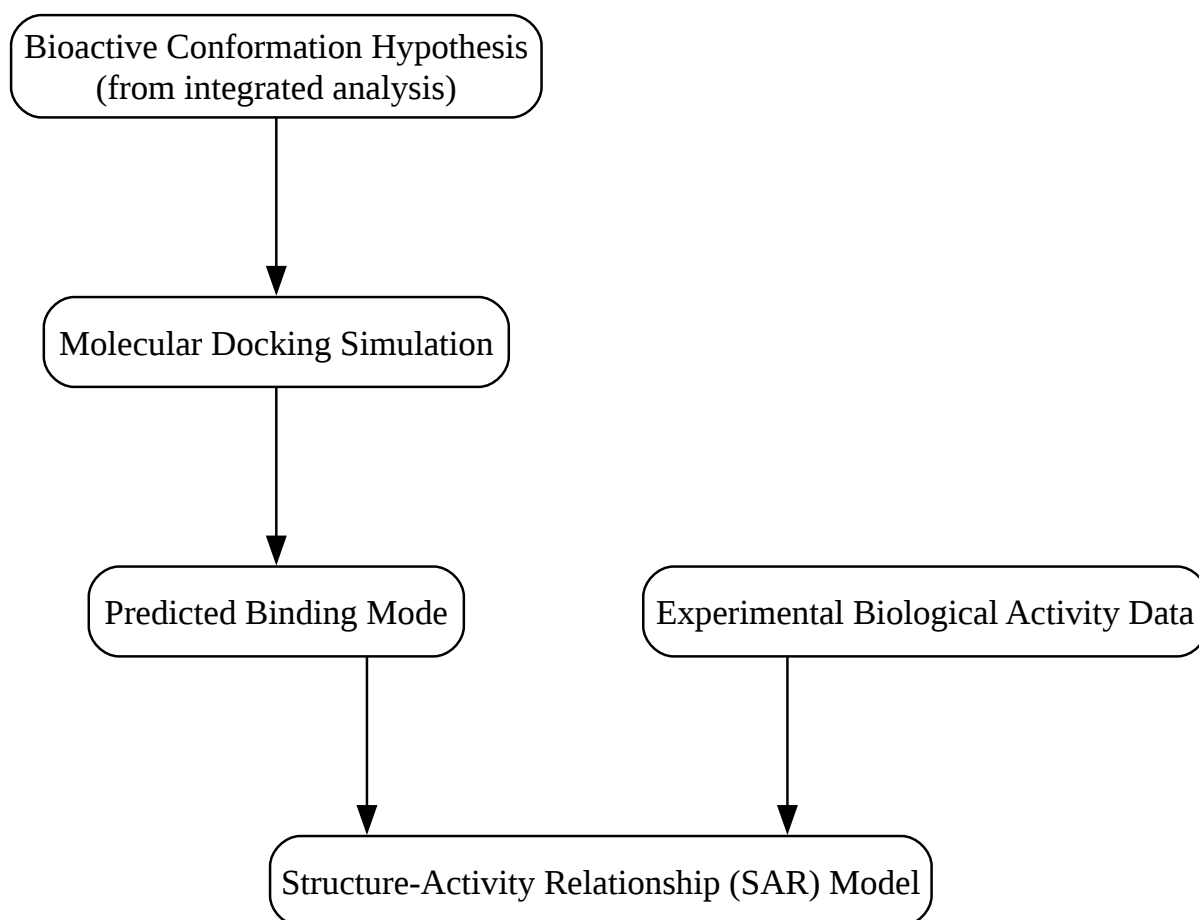 Bioactive Conformation Hypothesis
(from integrated analysis)
Molecular Docking Simulation
Predicted Binding Mode
Experimental Biological Activity Data
Structure-Activity Relationship (SAR) Model